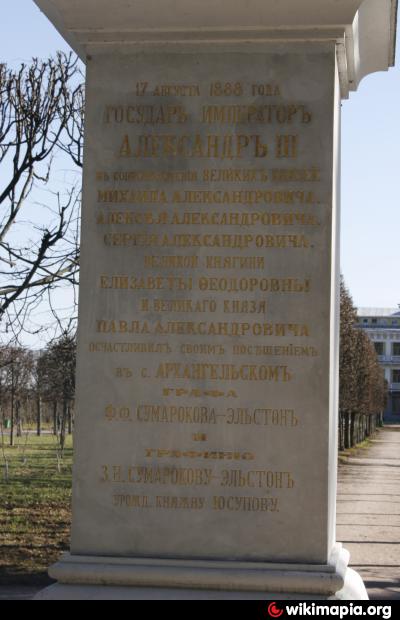 17 августа 1888 года
ГОСУДАРЬ ИМПЕРАТОРЪ
АЛЕКСАНДРЪ III
въ ВЕЛИКИХЪ КНЯЗЕЙ
МИХАИЛА АЛЕКСАНДРОВИЧА.
АЛЕКСѢЯ АЛЕКСАНДРОВИЧА.
СЕРГѢЯ АЛЕКСАНДРОВИЧА.
ВЕЛИКОЙ КНЯГИНИ
ЕЛИЗАВЕТЫ ѲЕОДОРОВНЫ
И ВЕЛИКАГО КНЯЗЯ
ПАВЛА АЛЕКСАНДРОВИЧА
ОСЧАСТЛИВИЛЪ СВОИМЪ ПОСѢЩЕНІЕМЪ
ВЪ С. АРХАНГЕЛЬСКОМЪ
ГРАФА
Ф.Ф. СУМАРОКОВА–ЭЛЬСТОНЪ
И
ГРАФИНЮ
З.Н. СУМАРОКОВУ–ЭЛЬСТОНЪ
УРОЖД. КНЯЖНУ ЮСУПОВУ.
wikimapia.org